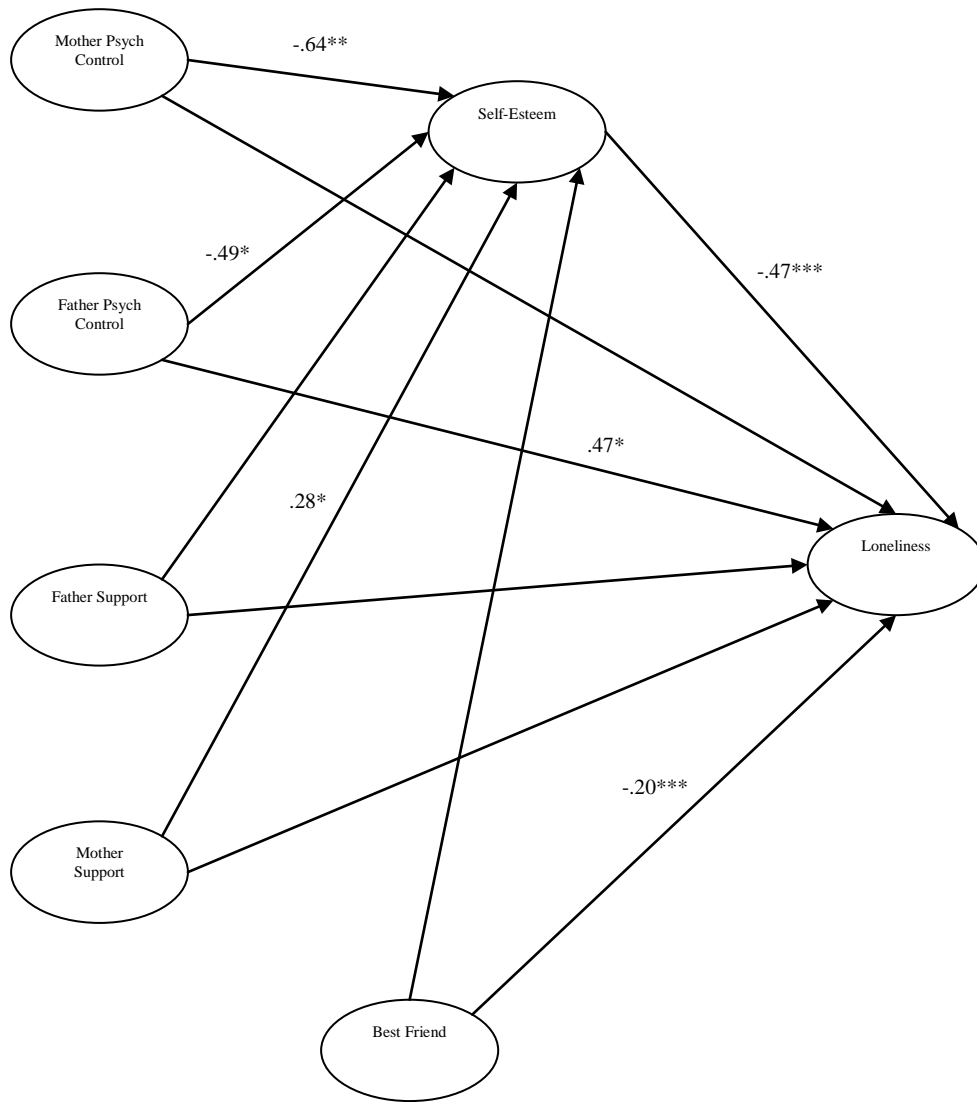 Mother Psych
Control
-.64**
Self-Esteem
-.49*
-.47***
Father Psych
Control
.47*
.28*
Loneliness
Father Support
-.20***
Mother
Support
Best Friend